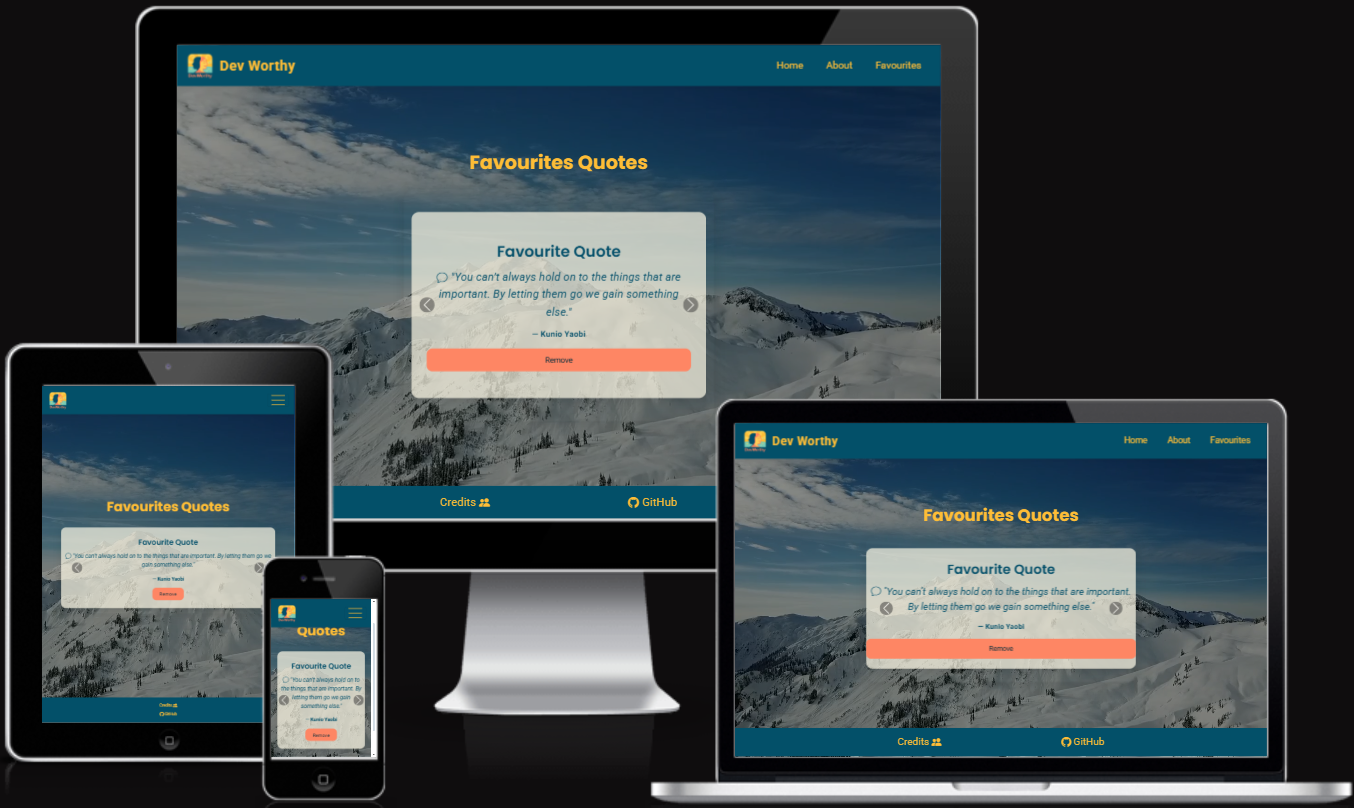 Dev Worthy
Home About Favourites
Favourites Quotes
Favourite Quote
"You can't always hold on to the things that are
important. By letting them go we gain something
else."
— Kunio Yaobi
Remove
Credits GitHub
Favourites Quotes
Favourite Quote
"You can't always hold on to the things that are important. By letting them go we
gain something else."
— Kunio Yaobi
Remove
Credits
GitHub
Quotes
Favourite Quote
"You can't always hold on to
the things that are important. By
letting them go we gain
something else."
— Kunio Yaobi
Remove
Dev Worthy
Home About Favourites
Favourites Quotes
Favourite Quote
"You can't always hold on to the things that are important.
By letting them go we gain something else."
— Kunio Yaobi
Remove
Credits GitHub